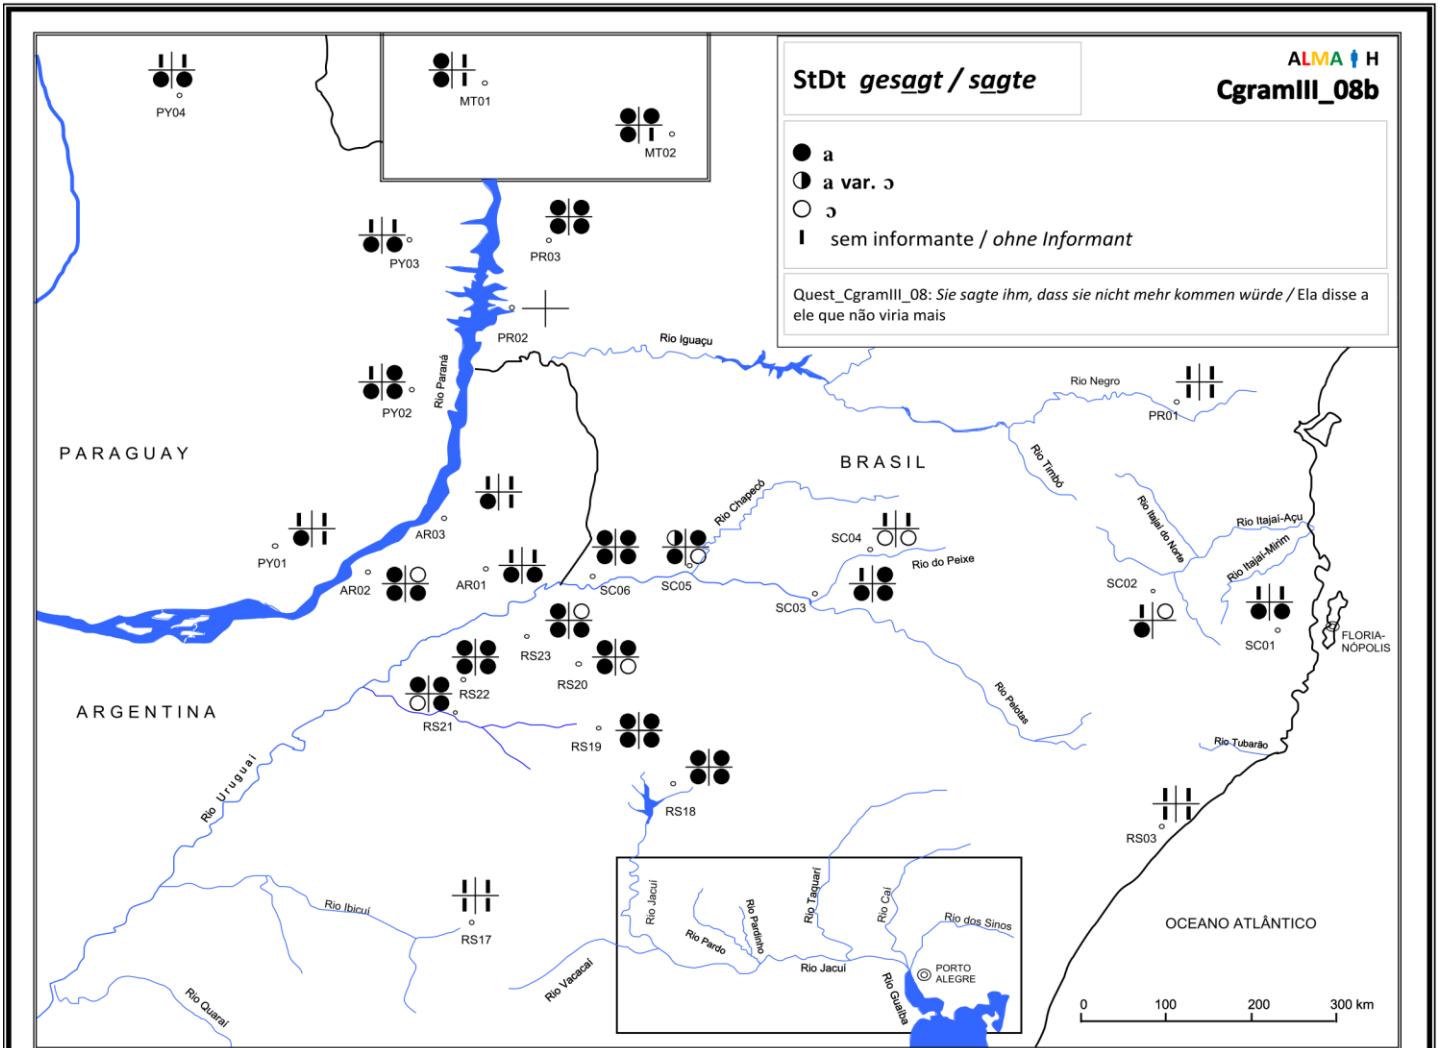 StDt gesagt / sagte
ALMA H
CgramIII_08b
a
a var. ɔ
ɔ
sem informante / ohne Informant
Quest_CgramIII_08: Sie sagte ihm, dass sie nicht mehr kommen würde / Ela disse a
ele que não viria mais
PY04
MT01
MT02
PY03
PR03
PR02
Rio Iguaçu
Rio Paraná
PY02
Rio Negro
PR01
PARAGUAY
BRASIL
Rio Timbó
Rio Chapecó
Rio Itajaí do Norte
Rio Itajaí-Açu
Rio Itajaí-Mirim
AR03
PY01
SC04
Rio do Peixe
AR02
AR01
SC06
SC05
SC03
SC02
SC01
FLORIA-
NÓPOLIS
RS23
RS20
RS22
RS21
ARGENTINA
Rio Pelotas
RS19
Rio Tubarão
Rio Uruguai
RS18
RS03
Rio Ibicuí
RS17
Rio Jacuí
Rio Pardo
Rio Pardinho
Rio Taquarí
Rio Caí
Rio dos Sinos
OCEANO ATLÂNTICO
Rio Jacuí
PORTO
ALEGRE
Rio Guaíba
Rio Vacacaí
Rio Quaraí
0 100 200 300 km